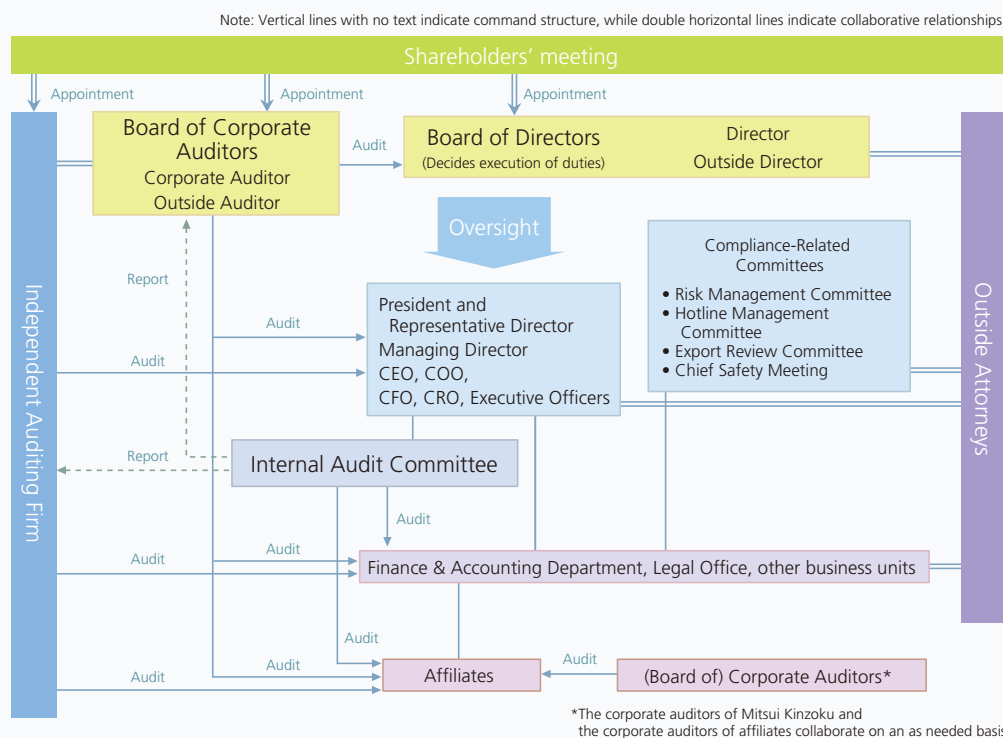 Note: Vertical lines with no text indicate command structure, while double horizontal lines indicate collaborative relationships
Shareholders’ meeting
Appointment
Appointment
Appointment
Independent Auditing Firm
Board of Corporate
Auditors
Corporate Auditor
Outside Auditor
Audit
Board of Directors
(Decides execution of duties)
Director
Outside Director
Outside Attorneys
Oversight
Compliance-Related
Committees
• Risk Management Committee
• Hotline Management
Committee
• Export Review Committee
• Chief Safety Meeting
Report
President and
Representative Director
Managing Director
CEO, COO,
CFO, CRO, Executive Officers
Audit
Audit
Report
Internal Audit Committee
Audit
Audit
Audit
Finance & Accounting Department, Legal Office, other business units
Audit
Audit
Audit
Affiliates
Audit
(Board of) Corporate Auditors*
*The corporate auditors of Mitsui Kinzoku and
the corporate auditors of affiliates collaborate on an as needed basis